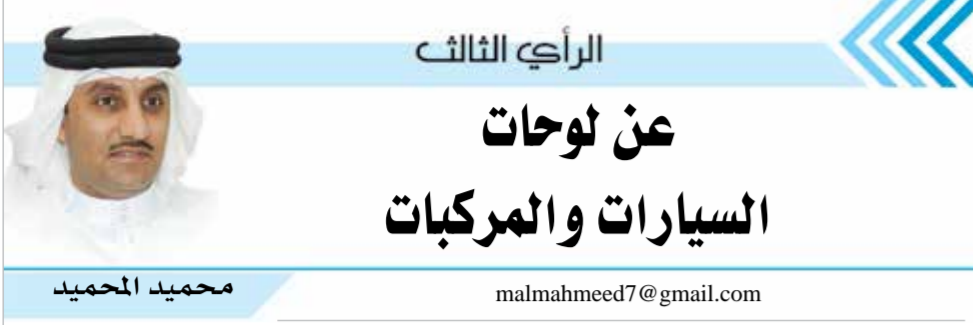 الرأي الثالث
عن لوحات
السيارات والمركبات
محميد المحميد
malmahmeed7@gmail.com